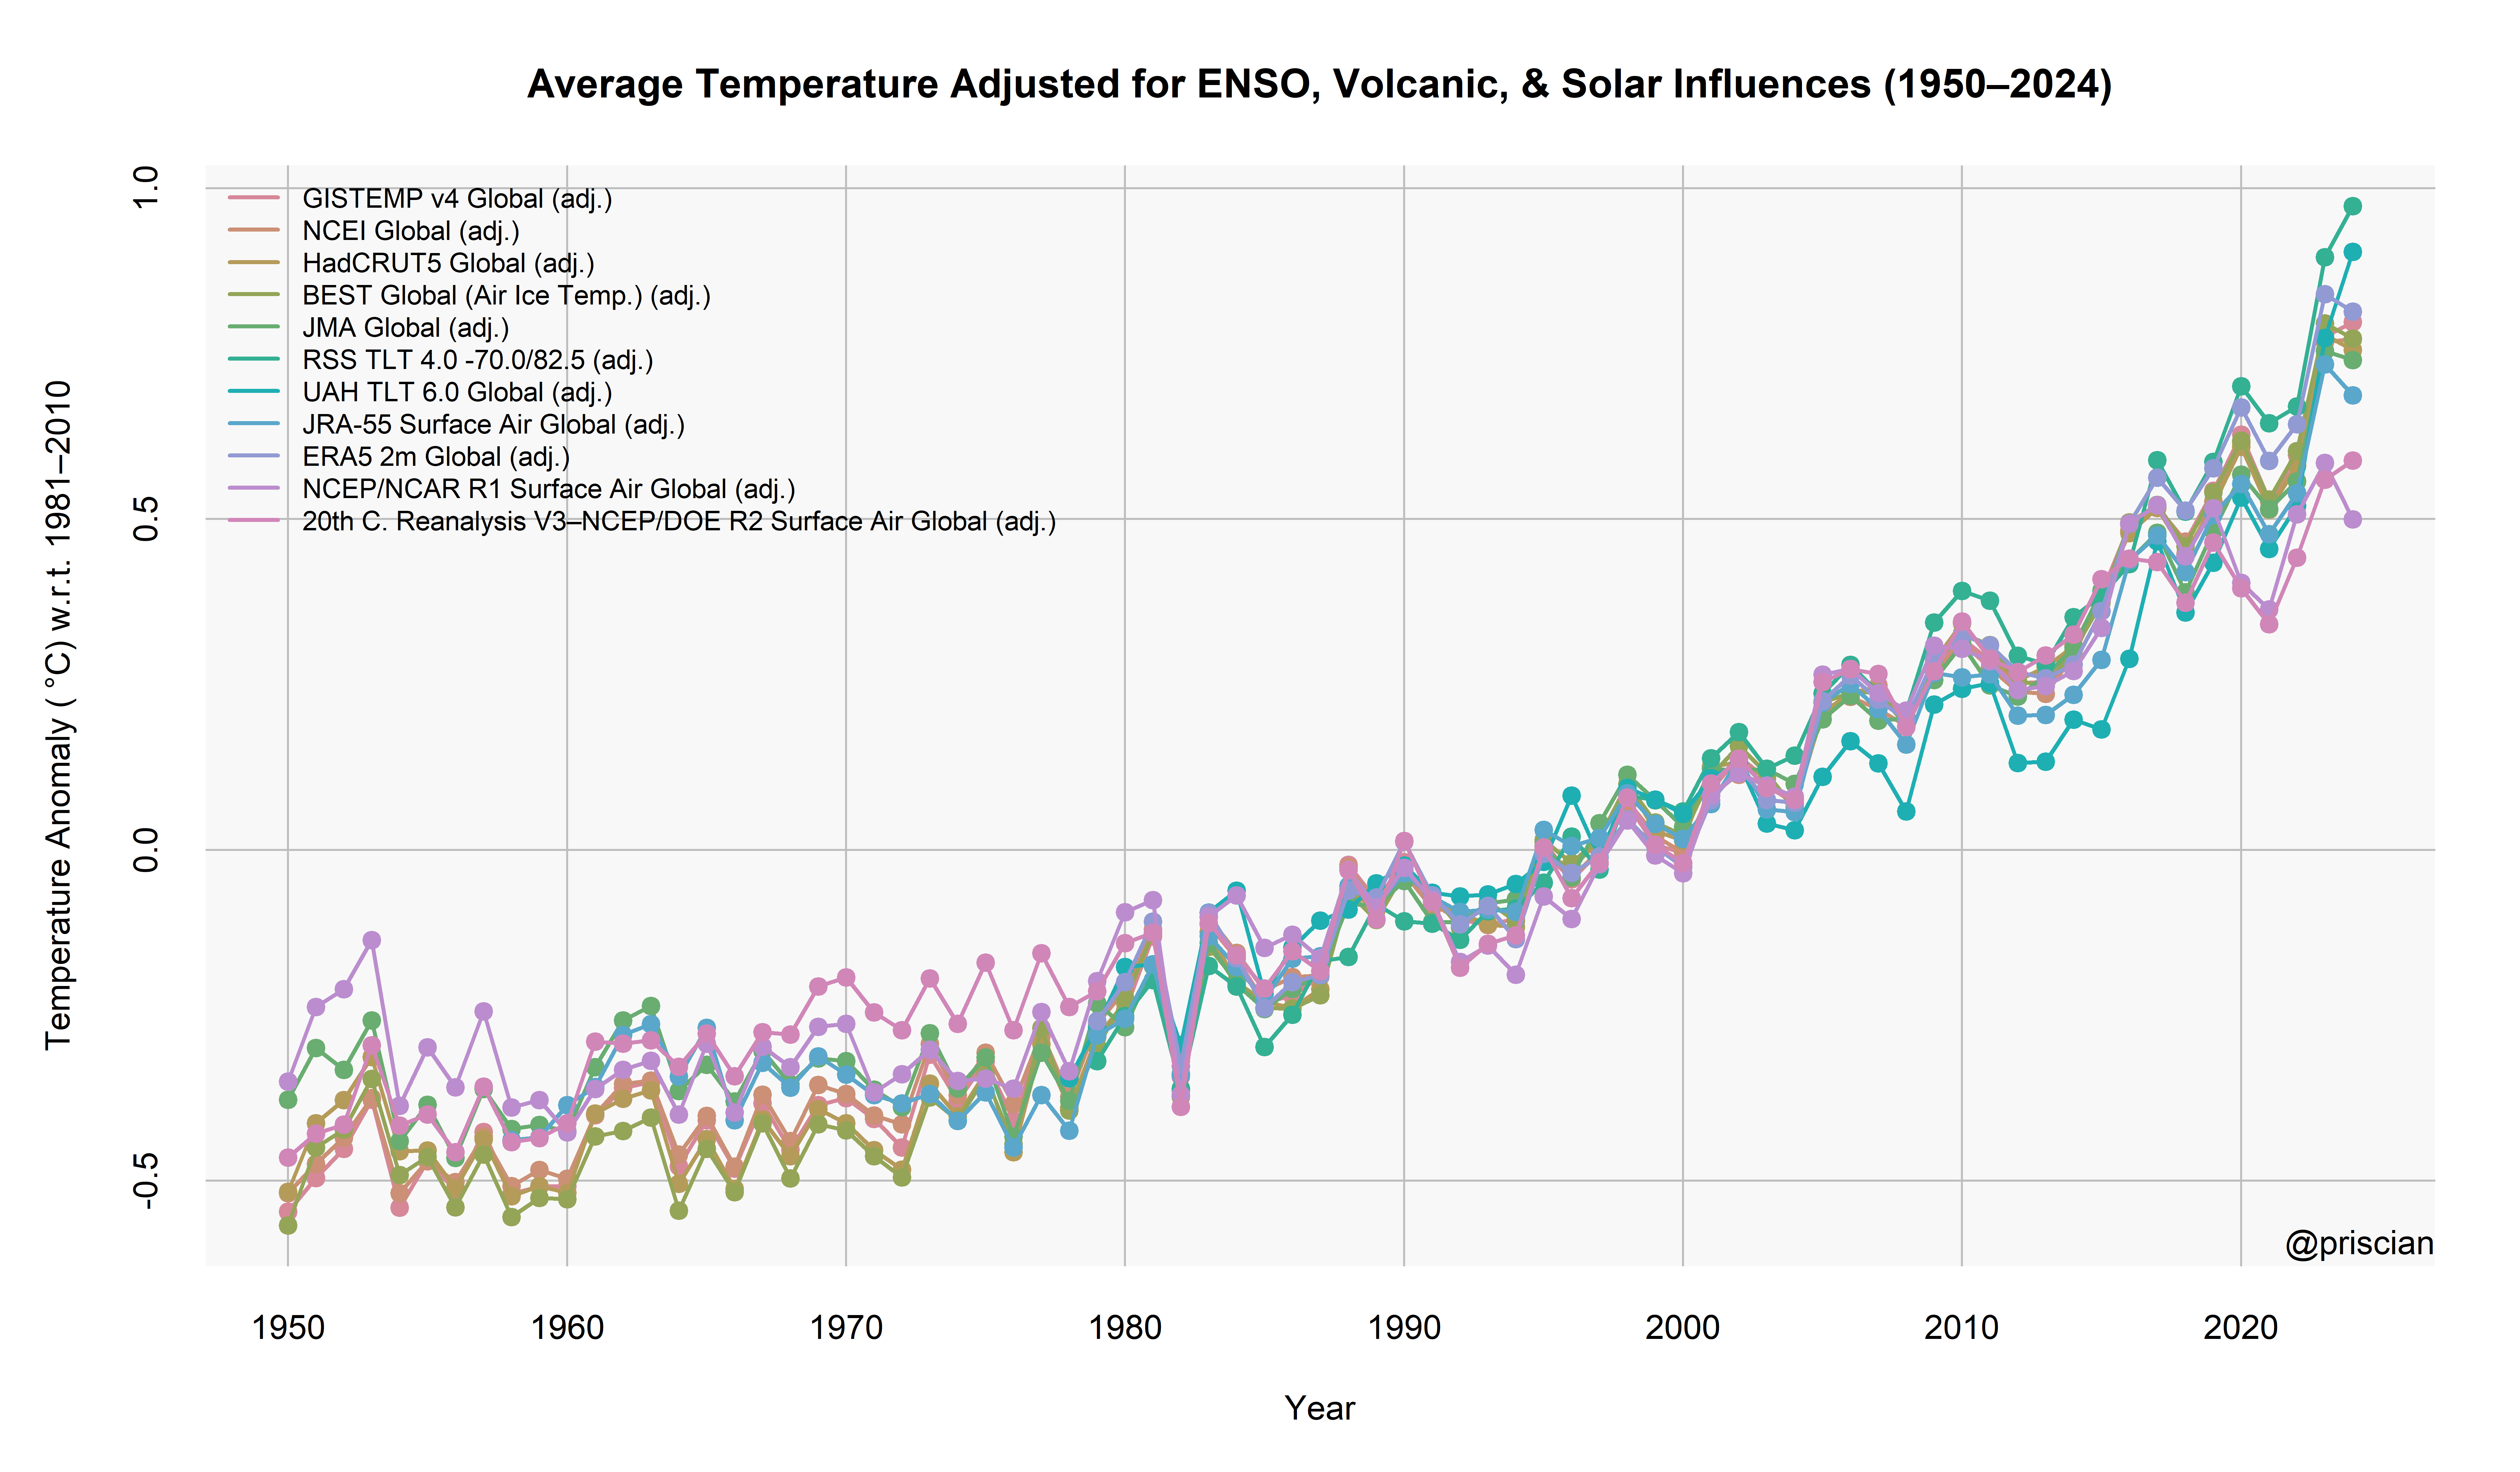 Average Temperature Adjusted for ENSO, Volcanic, & Solar Influences (1950–2024)
Temperature Anomaly ( °C) w.r.t. 1981–2010
1.0
0.5
0.0
-0.5
GISTEMP v4 Global (adj.)
NCEI Global (adj.)
HadCRUT5 Global (adj.)
BEST Global (Air Ice Temp.) (adj.)
JMA Global (adj.)
RSS TLT 4.0 -70.0/82.5 (adj.)
UAH TLT 6.0 Global (adj.)
JRA-55 Surface Air Global (adj.)
ERA5 2m Global (adj.)
NCEP/NCAR R1 Surface Air Global (adj.)
20th C. Reanalysis V3–NCEP/DOE R2 Surface Air Global (adj.)
@priscian
1950 1960 1970 1980 1990 2000 2010 2020
Year